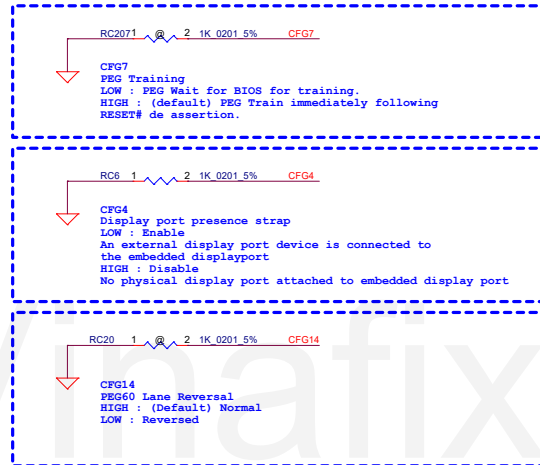 RC207 1 @ 2 1K_0201_5% CFG7
CFG7
PEG Training
LOW : PEG Wait for BIOS for training.
HIGH : (default) PEG Train immediately following
RESET# de assertion.
RC6 1 2 1K_0201_5% CFG4
CFG4
Display port presence strap
LOW : Enable
An external display port device is connected to
the embedded displayport
HIGH : Disable
No physical display port attached to embedded display port
RC20 1 @ 2 1K_0201_5% CFG14
CFG14
PEG60 Lane Reversal
HIGH : (Default) Normal
LOW : Reversed
Vinafix